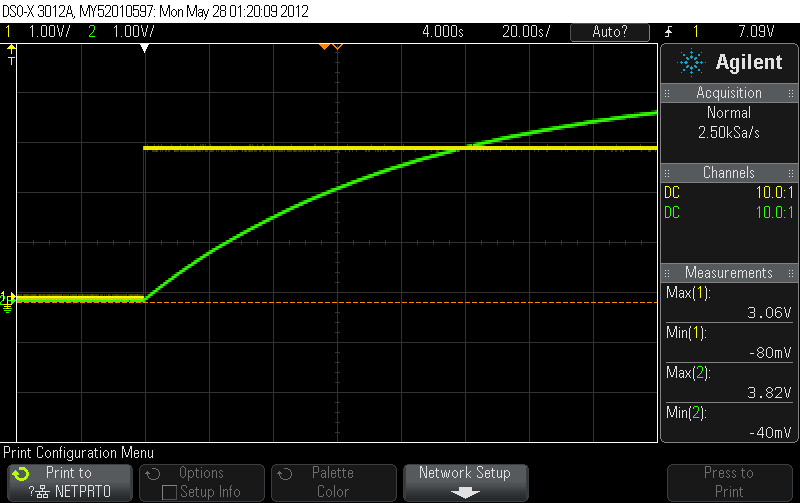 DSO-X 3012A, MY52010597: Mon May 28 01:20:09 2012
1 1.00V/ 2 1.00V/ 4.000s 20.00s/ Auto? 1 7.09V
T
Agilent
Acquisition
Normal
2.50kSa/s
Channels
DC 10.0:1
DC 10.0:1
Measurements
Max(1):
3.06V
Min(1):
-80mV
Max(2):
3.82V
Min(2):
-40mV
Print Configuration Menu
Print to
? NETPRT0
Options
Setup Info
Palette
Color
Network Setup
Press to
Print